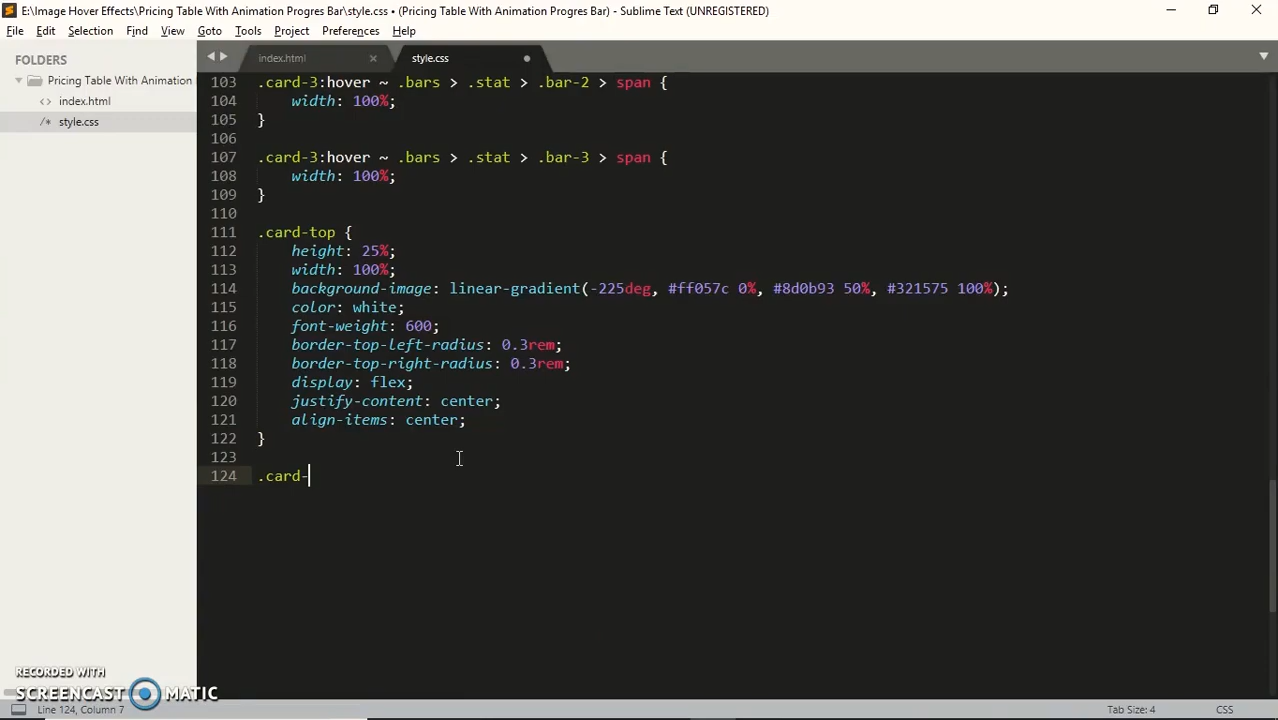 E:\Image Hover Effects\Pricing Table With Animation Progres Bar\style.css • (Pricing Table With Animation Progres Bar) - Sublime Text (UNREGISTERED)
File Edit Selection Find View Goto Tools Project Preferences Help
FOLDERS
Pricing Table With Animation
<> index.html
/* style.css
index.html
style.css
103 .card-3:hover ~ .bars > .stat > .bar-2 > span {
104 width: 100%;
105 }
106
107 .card-3:hover ~ .bars > .stat > .bar-3 > span {
108 width: 100%;
109 }
110
111 .card-top {
112 height: 25%;
113 width: 100%;
114 background-image: linear-gradient(-225deg, #ff057c 0%, #8d0b93 50%, #321575 100%);
115 color: white;
116 font-weight: 600;
117 border-top-left-radius: 0.3rem;
118 border-top-right-radius: 0.3rem;
119 display: flex;
120 justify-content: center;
121 align-items: center;
122 }
123
124 .card-
RECORDED WITH
SCREENCAST MATIC
Line 124, Column 7
Tab Size: 4
CSS